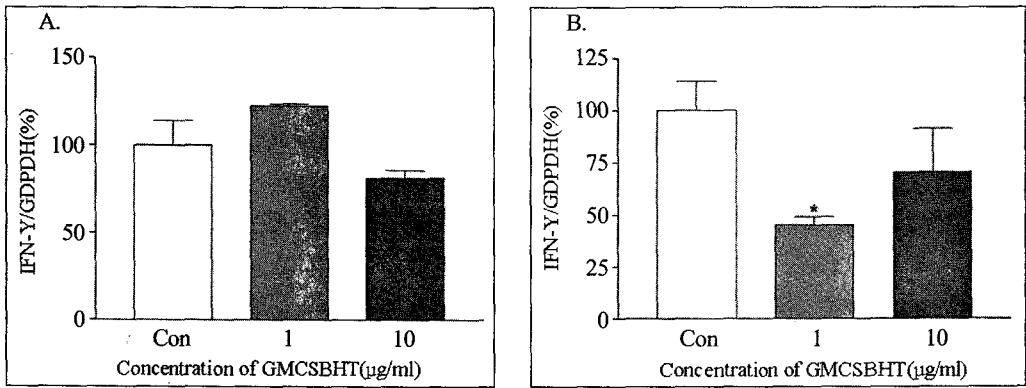 A.
150
100
50
0
IFN-Y/GDPDH(%)
Con 1 10
Concentration of GMCSBHT(µg/ml)
B.
125
100
75
50
25
0
IFN-Y/GDPDH(%)
*
Con 1 10
Concentration of GMCSBHT(µg/ml)